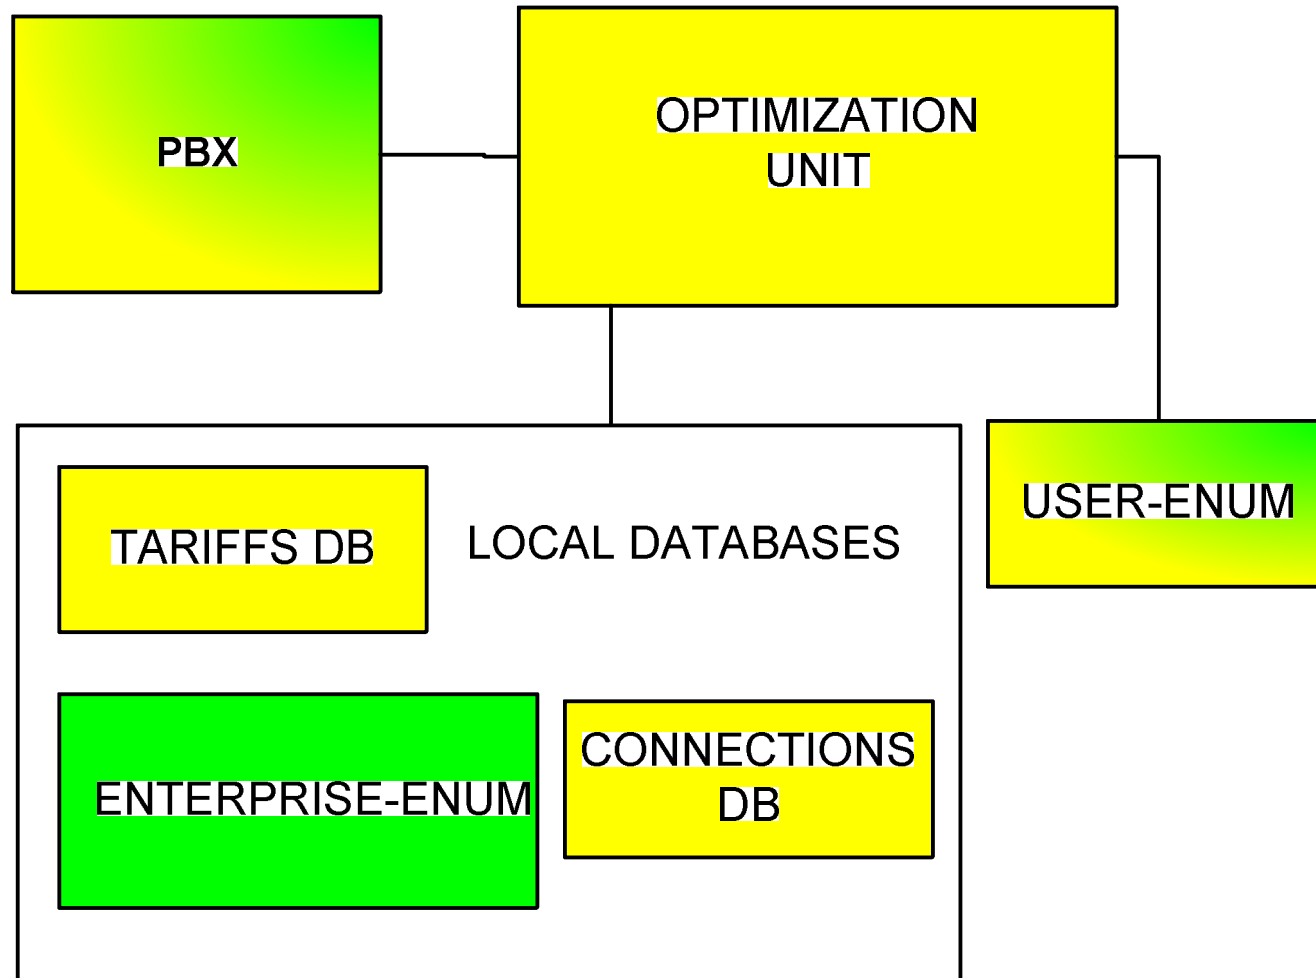 PBX
OPTIMIZATION
UNIT
USER-ENUM
TARIFFS DB
LOCAL DATABASES
ENTERPRISE-ENUM
CONNECTIONS
DB